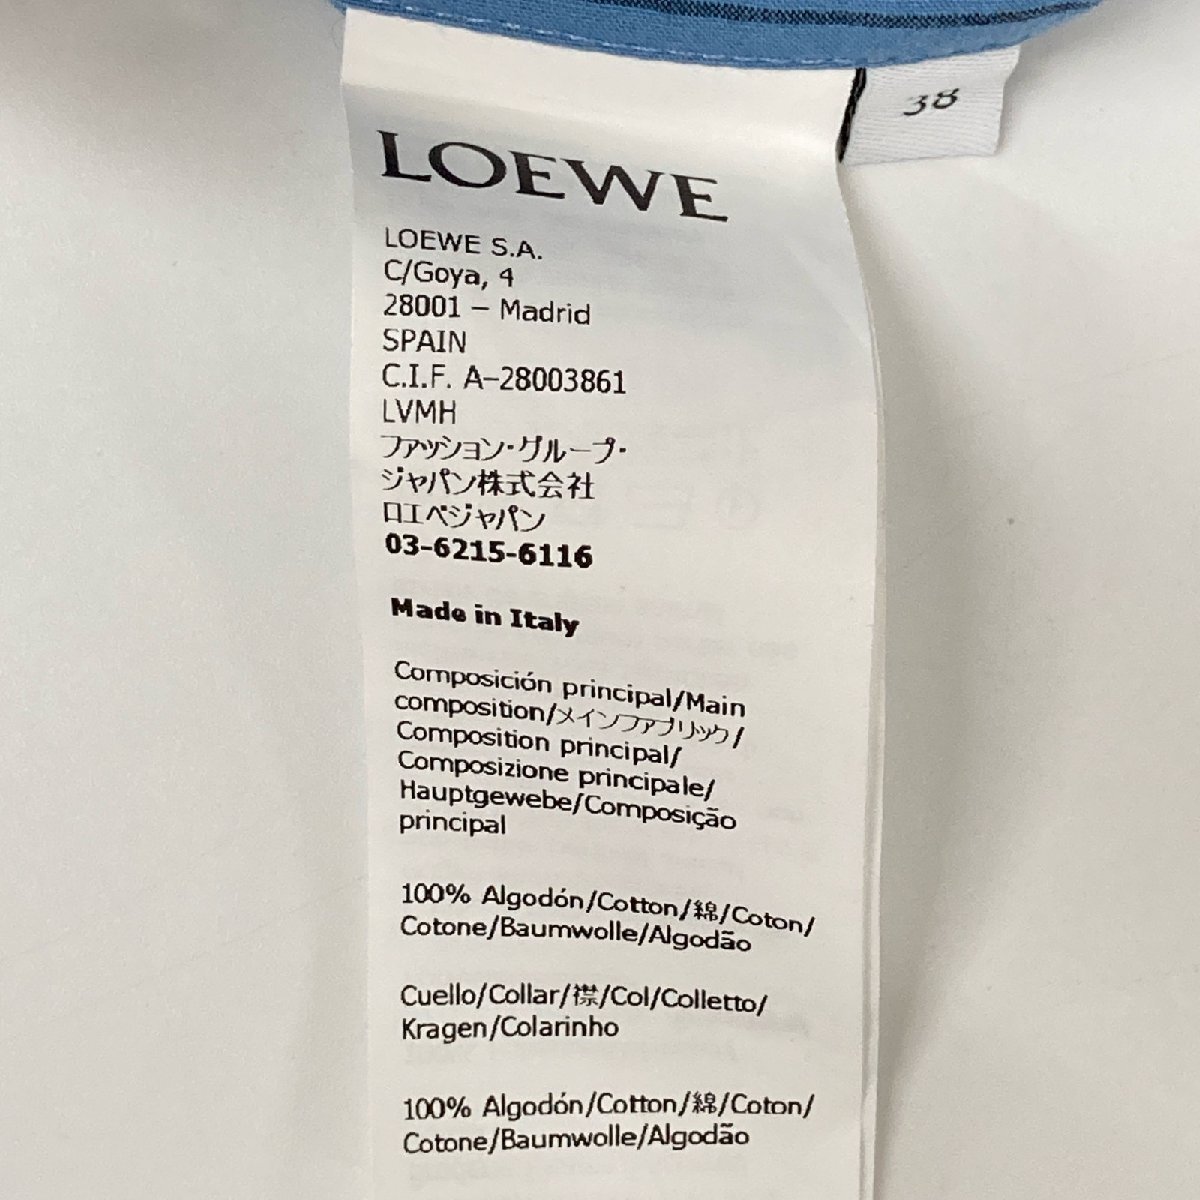 38
LOEWE
LOEWE S.A.
C/Goya, 4
28001 – Madrid
SPAIN
C.I.F. A–28003861
LVMH
ファッション・グループ・
ジャパン株式会社
ロエベジャパン
03-6215-6116
Made in Italy
Composición principal/Main
composition/メインファブリック/
Composition principal/
Composizione principale/
Hauptgewebe/Composição
principal
100% Algodón/Cotton/綿/Coton/
Cotone/Baumwolle/Algodão
Cuello/Collar/襟/Col/Colletto/
Kragen/Colarinho
100% Algodón/Cotton/綿/Coton/
Cotone/Baumwolle/Algodão